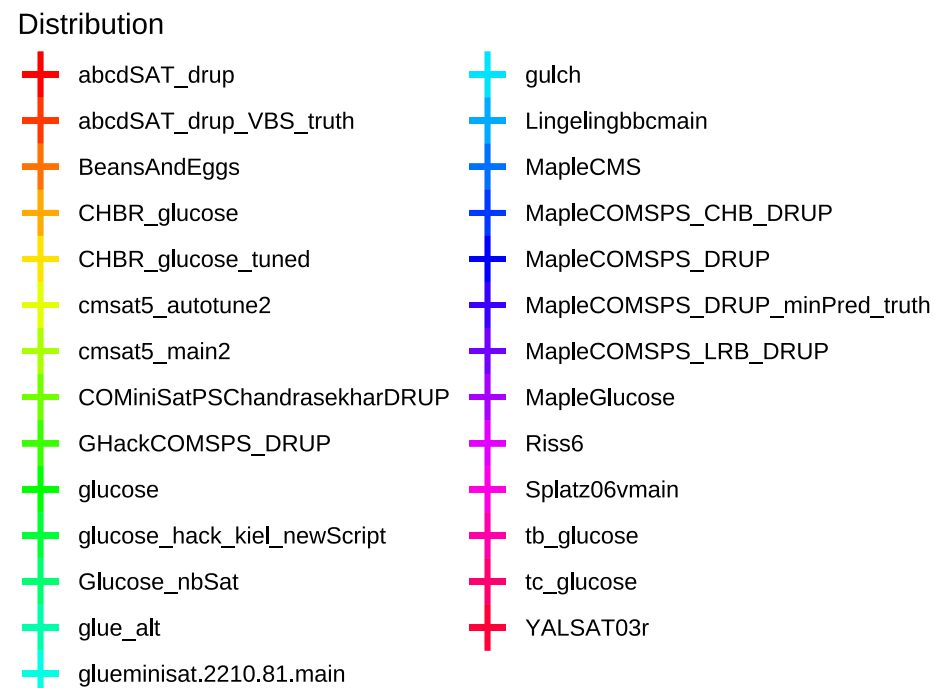 Distribution
abcdSAT_drup
abcdSAT_drup_VBS_truth
BeansAndEggs
CHBR_glucose
CHBR_glucose_tuned
cmsat5_autotune2
cmsat5_main2
COMiniSatPSChandrasekharDRUP
GHackCOMSPS_DRUP
glucose
glucose_hack_kiel_newScript
Glucose_nbSat
glue_alt
glueminisat.2210.81.main
gulch
Lingelingbbcmain
MapleCMS
MapleCOMSPS_CHB_DRUP
MapleCOMSPS_DRUP
MapleCOMSPS_DRUP_minPred_truth
MapleCOMSPS_LRB_DRUP
MapleGlucose
Riss6
Splatz06vmain
tb_glucose
tc_glucose
YALSAT03r